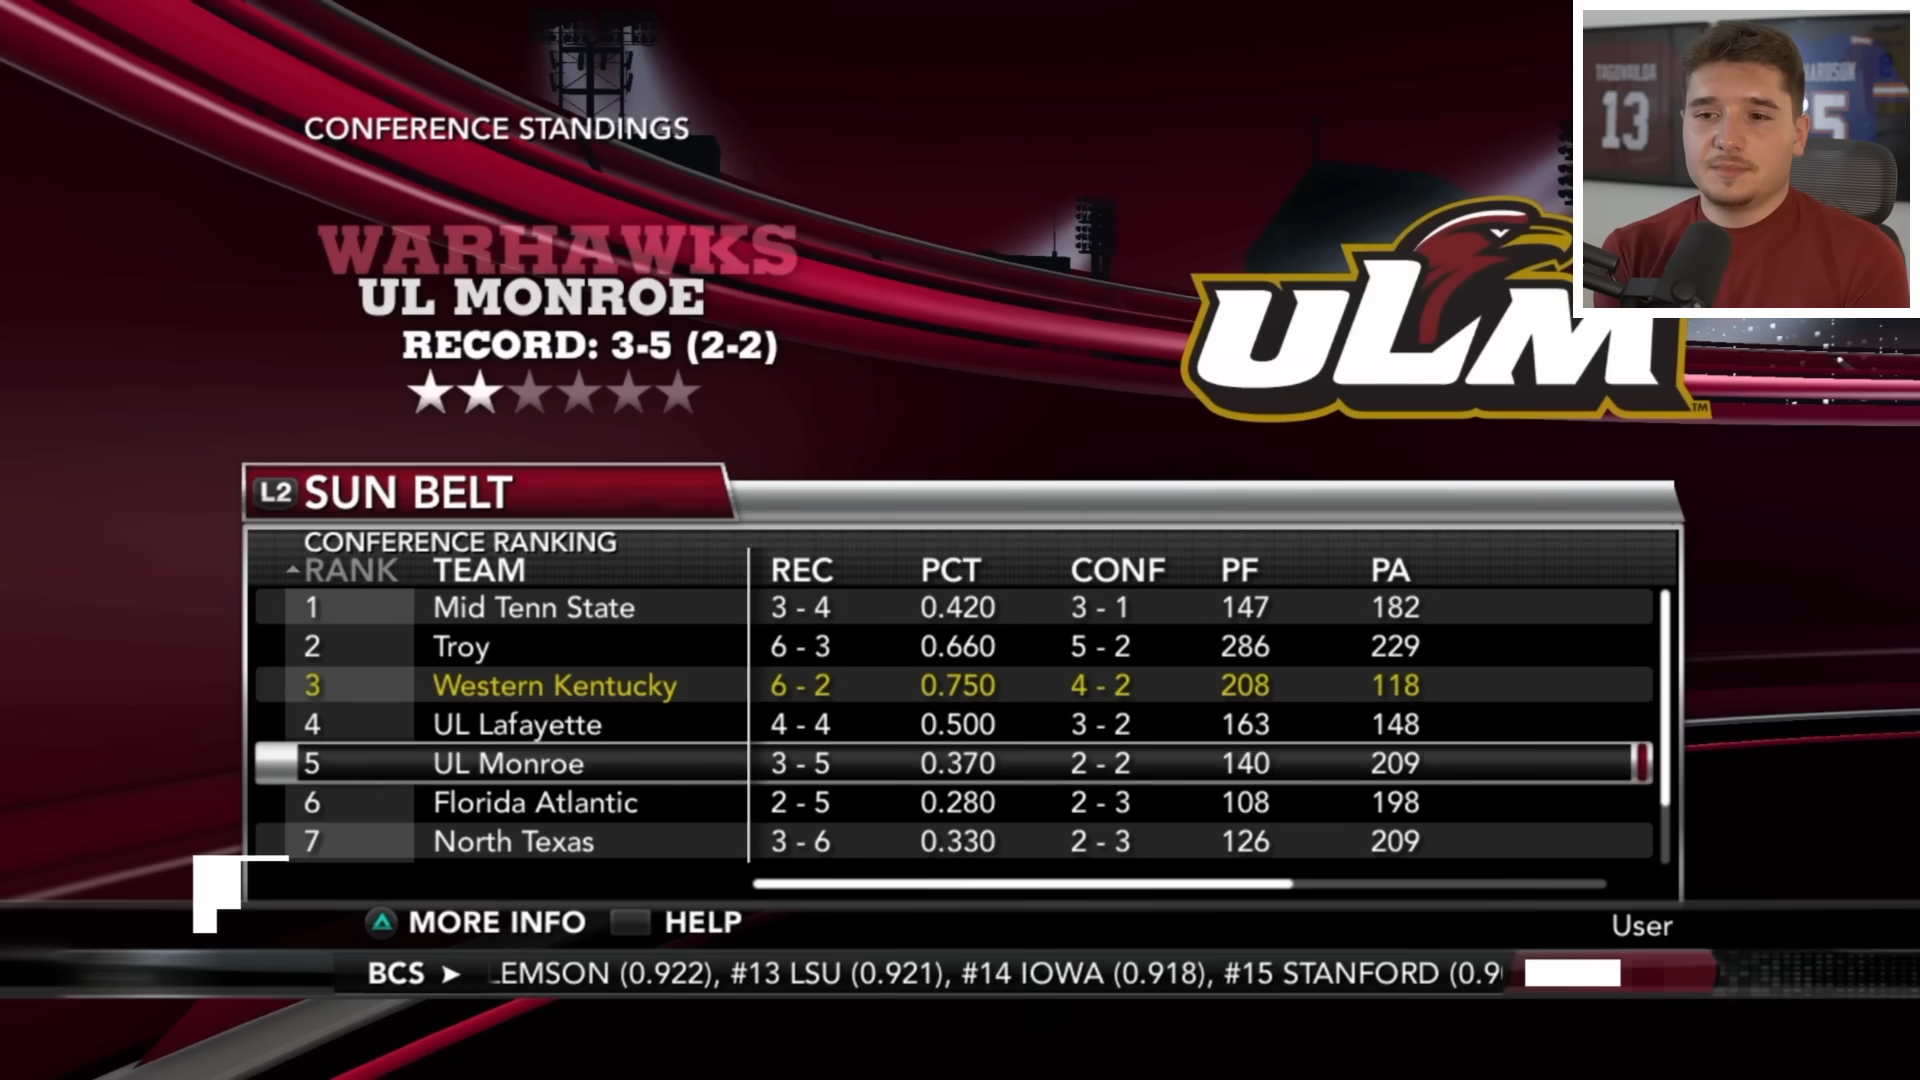 TAGOVAILOA
13
CONFERENCE STANDINGS
WARHAWKS
UL MONROE
RECORD: 3-5 (2-2)
ULM
TM
L2 SUN BELT
CONFERENCE RANKING
RANK TEAM REC PCT CONF PF PA
1 Mid Tenn State 3 - 4 0.420 3 - 1 147 182
2 Troy 6 - 3 0.660 5 - 2 286 229
3 Western Kentucky 6 - 2 0.750 4 - 2 208 118
4 UL Lafayette 4 - 4 0.500 3 - 2 163 148
5 UL Monroe 3 - 5 0.370 2 - 2 140 209
6 Florida Atlantic 2 - 5 0.280 2 - 3 108 198
7 North Texas 3 - 6 0.330 2 - 3 126 209
MORE INFO HELP
User
BCS LEMSON (0.922), #13 LSU (0.921), #14 IOWA (0.918), #15 STANFORD (0.9